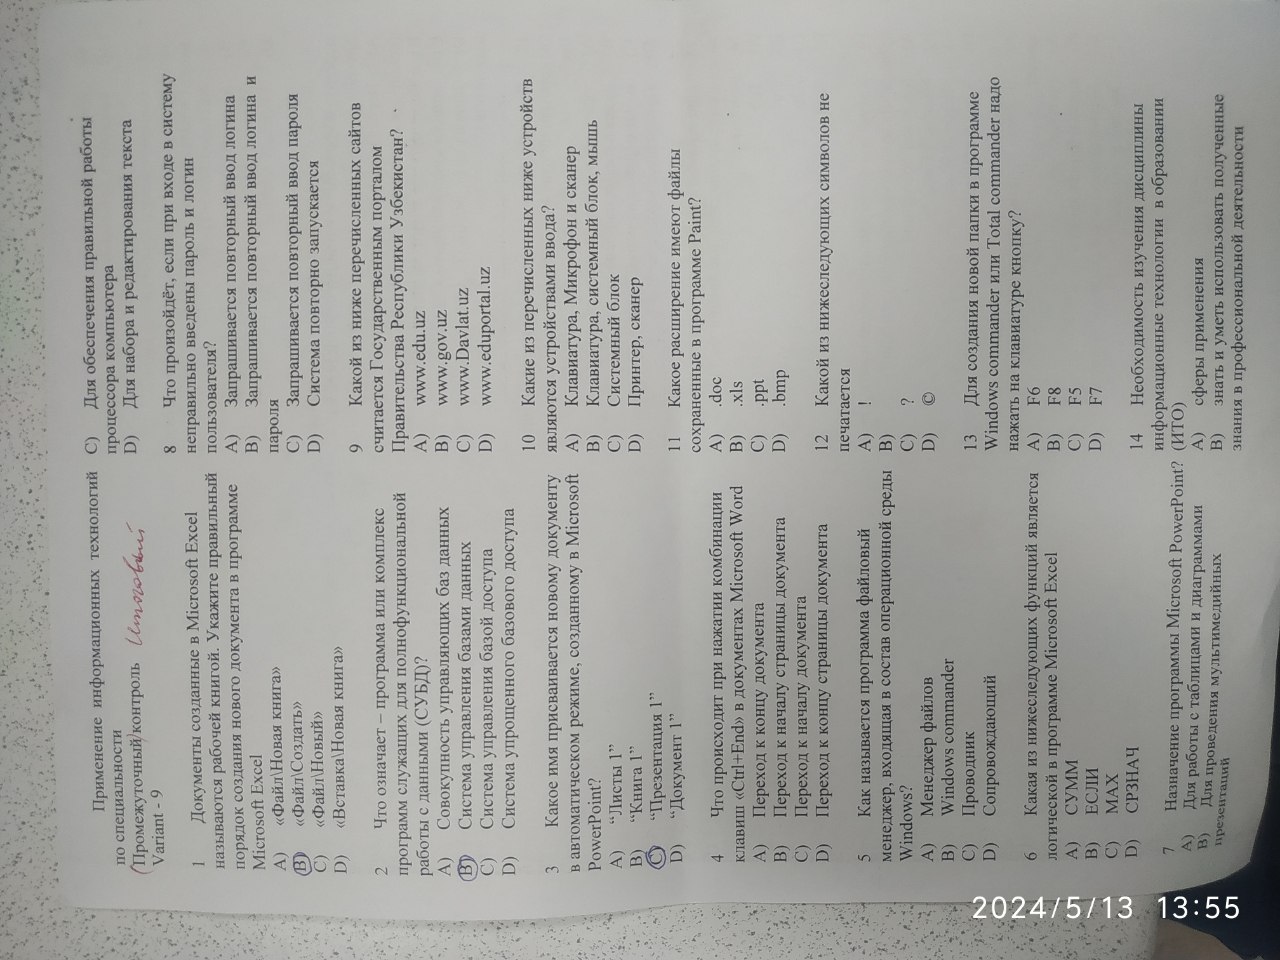 Применение информационных технологий
по специальности
(Промежуточный/контроль Итоговый
Variant - 9
1 Документы созданные в Microsoft Excel
называются рабочей книгой. Укажите правильный
порядок создания нового документа в программе
Microsoft Excel
A) «Файл\Новая книга»
B) «Файл\Создать»
C) «Файл\Новый»
D) «Вставка\Новая книга»
2 Что означает – программа или комплекс
программ служащих для полнофункциональной
работы с данными (СУБД)?
A) Совокупность управляющих баз данных
B) Система управления базами данных
C) Система управления базой доступа
D) Система упрощенного базового доступа
3 Какое имя присваивается новому документу
в автоматическом режиме, созданному в Microsoft
PowerPoint?
A) “Листы 1”
B) “Книга 1”
C) “Презентация 1”
D) “Документ 1”
4 Что происходит при нажатии комбинации
клавиш «Ctrl+End» в документах Microsoft Word
A) Переход к концу документа
B) Переход к началу страницы документа
C) Переход к началу документа
D) Переход к концу страницы документа
5 Как называется программа файловый
менеджер, входящая в состав операционной среды
Windows?
A) Менеджер файлов
B) Windows commander
C) Проводник
D) Сопровождающий
6 Какая из нижеследующих функций является
логической в программе Microsoft Excel
A) СУММ
B) ЕСЛИ
C) МАХ
D) СРЗНАЧ
7 Назначение программы Microsoft PowerPoint?
A) Для работы с таблицами и диаграммами
B) Для проведения мультимедийных
презентаций
C) Для обеспечения правильной работы
процессора компьютера
D) Для набора и редактирования текста
8 Что произойдёт, если при входе в систему
неправильно введены пароль и логин
пользователя?
A) Запрашивается повторный ввод логина
B) Запрашивается повторный ввод логина и
пароля
C) Запрашивается повторный ввод пароля
D) Система повторно запускается
9 Какой из ниже перечисленных сайтов
считается Государственным порталом
Правительства Республики Узбекистан?
A) www.edu.uz
B) www.gov.uz
C) www.Davlat.uz
D) www.eduportal.uz
10 Какие из перечисленных ниже устройств
являются устройствами ввода?
A) Клавиатура, Микрофон и сканер
B) Клавиатура, системный блок, мышь
C) Системный блок
D) Принтер, сканер
11 Какое расширение имеют файлы
сохраненные в программе Paint?
A) .doc
B) .xls
C) .ppt
D) .bmp
12 Какой из нижеследующих символов не
печатается
A) !
B)
C) ?
D) ©
13 Для создания новой папки в программе
Windows commander или Total commander надо
нажать на клавиатуре кнопку?
A) F6
B) F8
C) F5
D) F7
14 Необходимость изучения дисциплины
информационные технологии в образовании
(ИТО)
A) сферы применения
B) знать и уметь использовать полученные
знания в профессиональной деятельности
2024/5/13 13:55